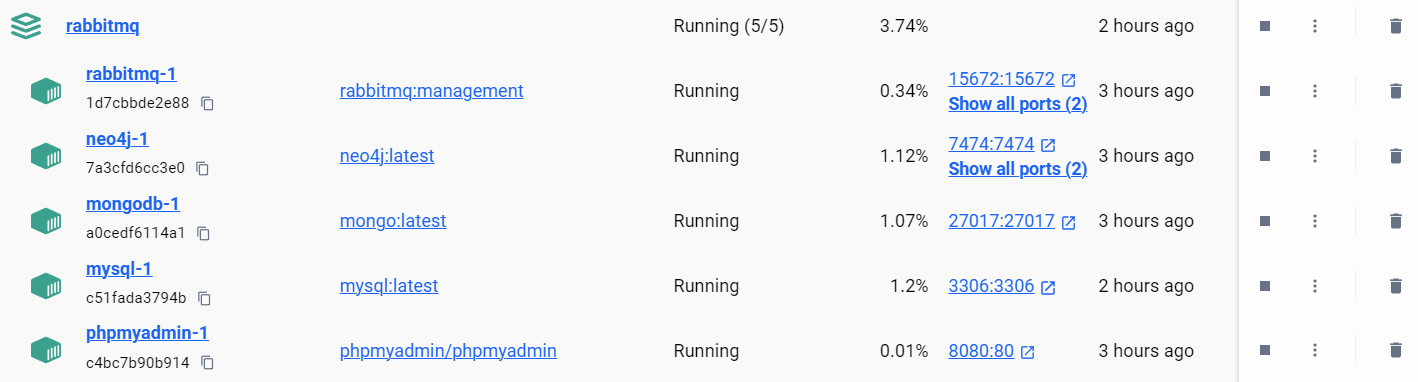 rabbitmq Running (5/5) 3.74% 2 hours ago
rabbitmq-1
1d7cbbde2e88
rabbitmq:management Running 0.34% 15672:15672
Show all ports (2)
3 hours ago
neo4j-1
7a3cfd6cc3e0
neo4j:latest Running 1.12% 7474:7474
Show all ports (2)
3 hours ago
mongodb-1
a0cedf6114a1
mongo:latest Running 1.07% 27017:27017 3 hours ago
mysql-1
c51fada3794b
mysql:latest Running 1.2% 3306:3306 2 hours ago
phpmyadmin-1
c4bc7b90b914
phpmyadmin/phpmyadmin Running 0.01% 8080:80 3 hours ago